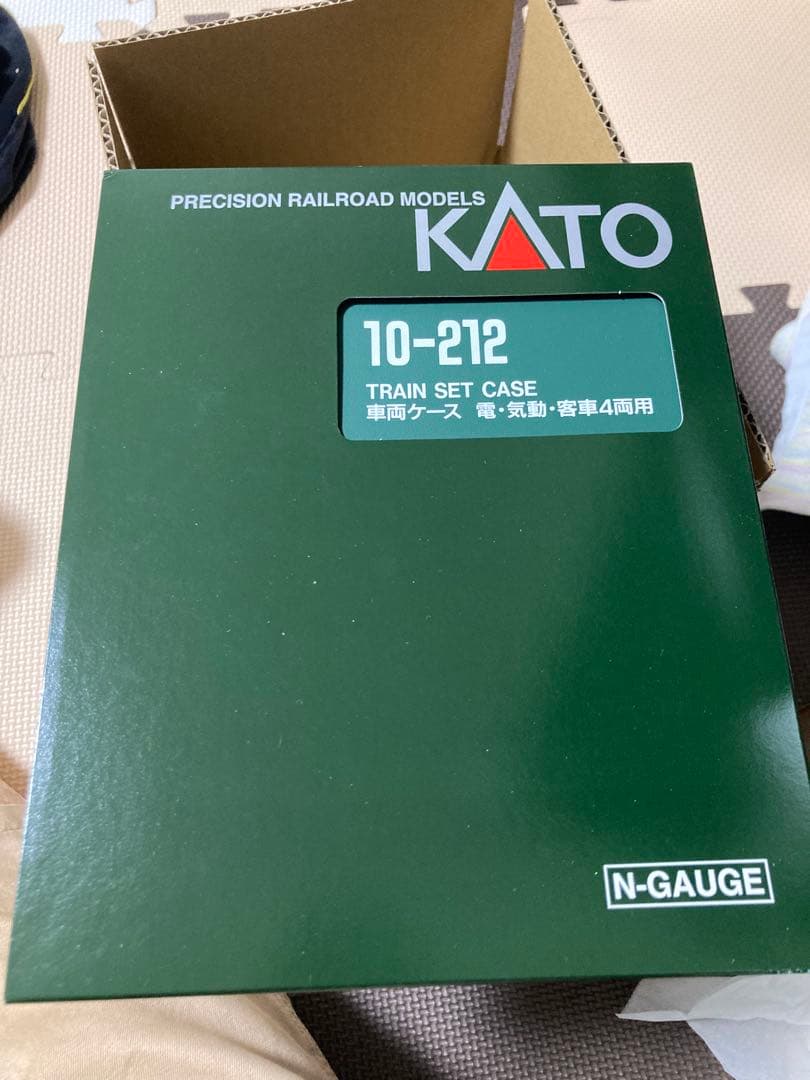 PRECISION RAILROAD MODELS
KATO
10-212
TRAIN SET CASE
車両ケース 電・気動・客車4両用
N-GAUGE